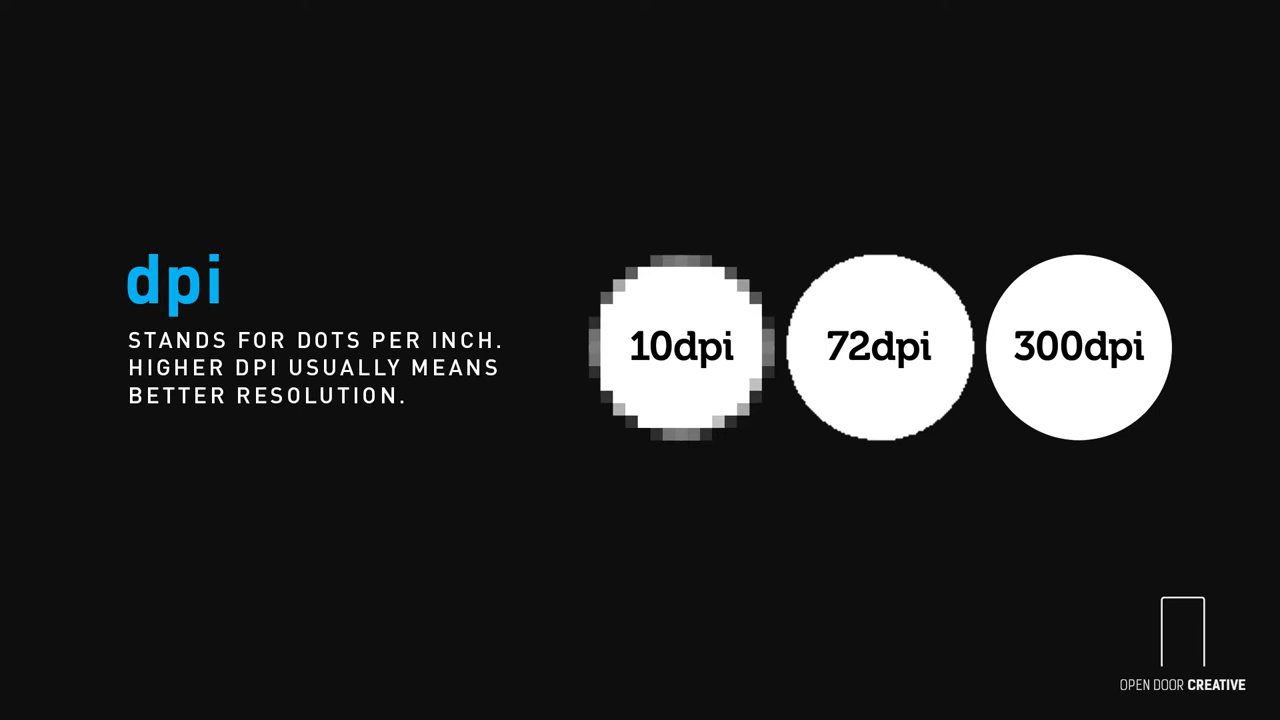 dpi
STANDS FOR DOTS PER INCH.
HIGHER DPI USUALLY MEANS
BETTER RESOLUTION.
10dpi
72dpi
300dpi
OPEN DOOR CREATIVE